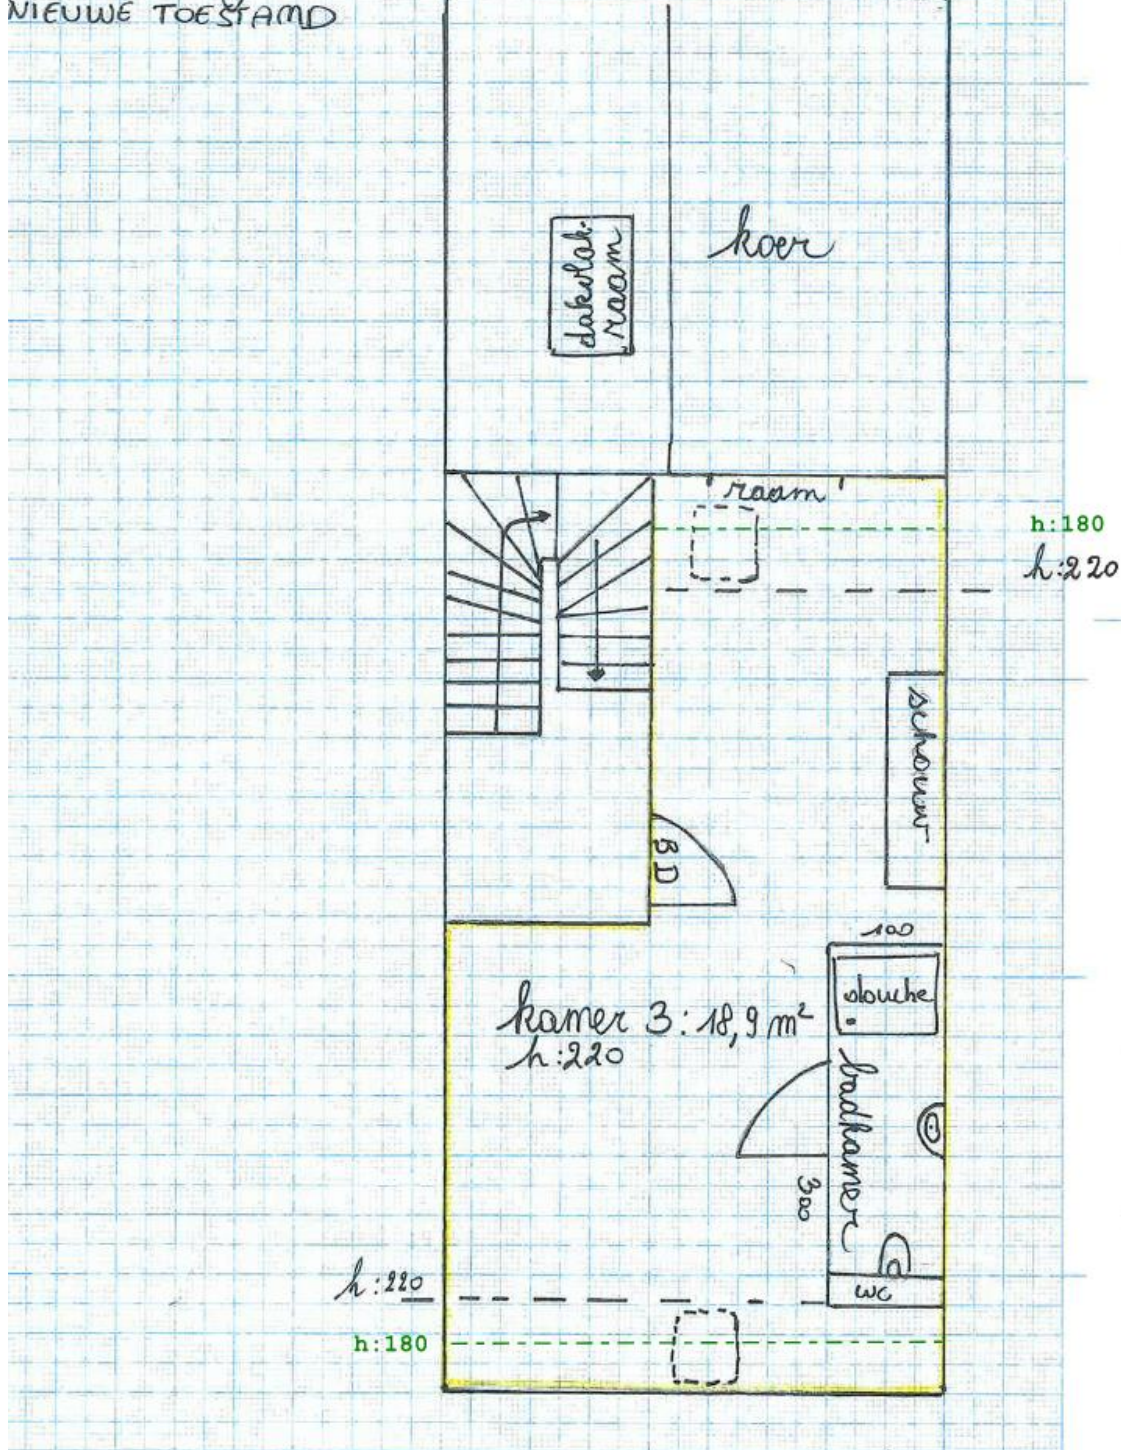 NIEUWE TOESTAND
dakvlak-
raam
koer
raam
h:180
h:220
schouw
BD
100
douche
kamer 3: 18,9 m²
h:220
badkamer
300
wc
h:220
h:180